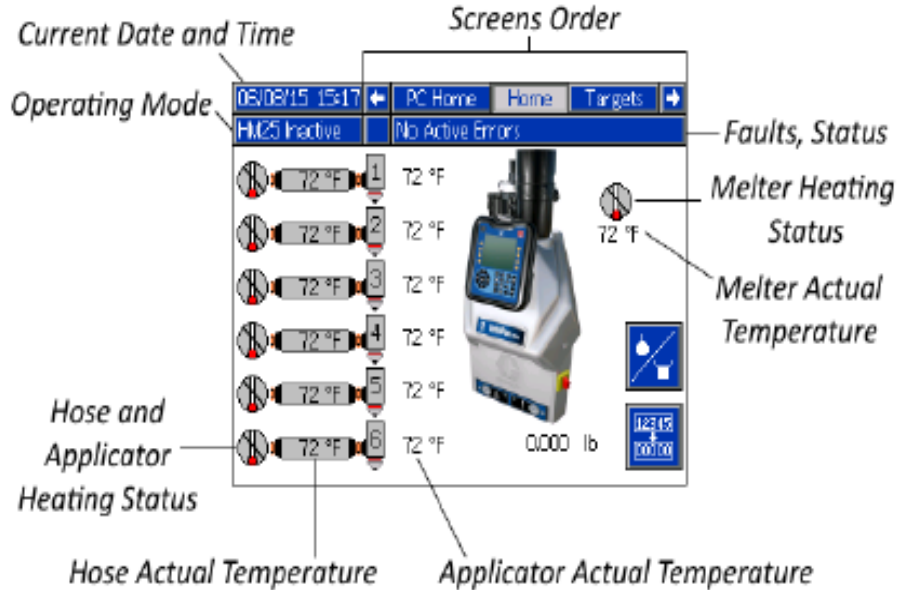 Screens Order
Current Date and Time
06/08/15 15:17 PC Home Home Targets
Operating Mode
HM25 Inactive No Active Errors
Faults, Status
72 °F 1 72 °F
Melter Heating
Status
72 °F 2 72 °F
72 °F
72 °F 3 72 °F
Melter Actual
Temperature
72 °F 4 72 °F
72 °F 5 72 °F
Hose and
Applicator
Heating Status
72 °F 6 72 °F
0.000 lb
12345
00000
Hose Actual Temperature
Applicator Actual Temperature